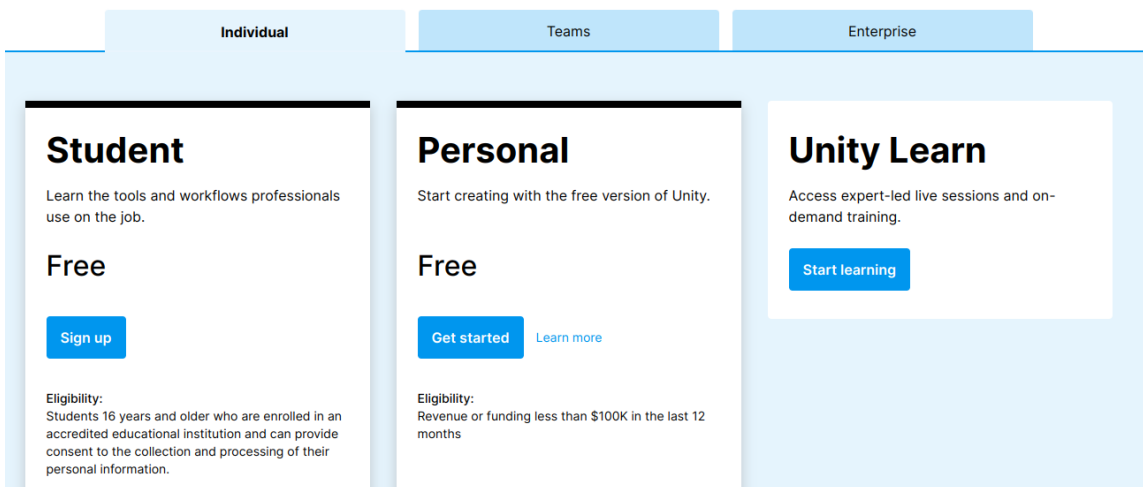 Individual
Teams
Enterprise
Student
Learn the tools and workflows professionals
use on the job.
Free
Sign up
Eligibility:
Students 16 years and older who are enrolled in an
accredited educational institution and can provide
consent to the collection and processing of their
personal information.
Personal
Start creating with the free version of Unity.
Free
Get started
Learn more
Eligibility:
Revenue or funding less than $100K in the last 12
months
Unity Learn
Access expert-led live sessions and on-
demand training.
Start learning